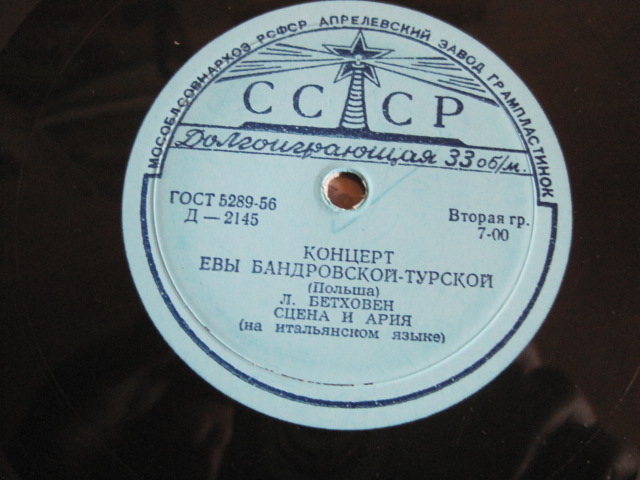 МОСОБЛСОВНАРХОЗ РСФСР АПРЕЛЕВСКИЙ ЗАВОД ГРАМПЛАСТИНОК
СССР
Долгоиграющая 33 об/м.
ГОСТ 5289-56
Д — 2145
Вторая гр.
7-00
КОНЦЕРТ
ЕВЫ БАНДРОВСКОЙ-ТУРСКОЙ
(Польша)
Л. БЕТХОВЕН
СЦЕНА И АРИЯ
(на итальянском языке)